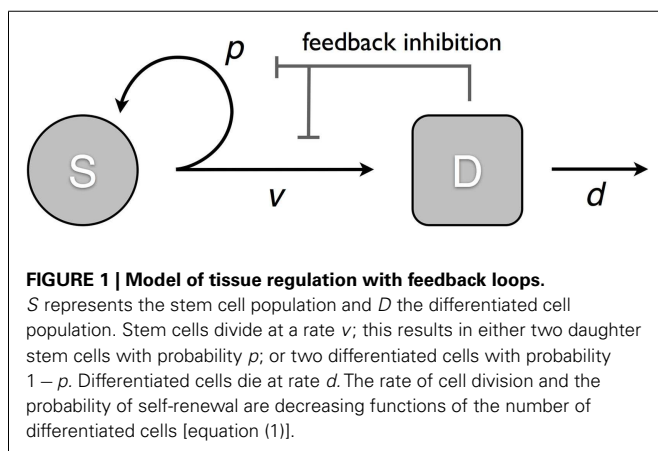 feedback inhibition
p
S
v
D
d
FIGURE 1 | Model of tissue regulation with feedback loops.
S represents the stem cell population and D the differentiated cell
population. Stem cells divide at a rate v; this results in either two daughter
stem cells with probability p; or two differentiated cells with probability
1 − p. Differentiated cells die at rate d. The rate of cell division and the
probability of self-renewal are decreasing functions of the number of
differentiated cells [equation (1)].